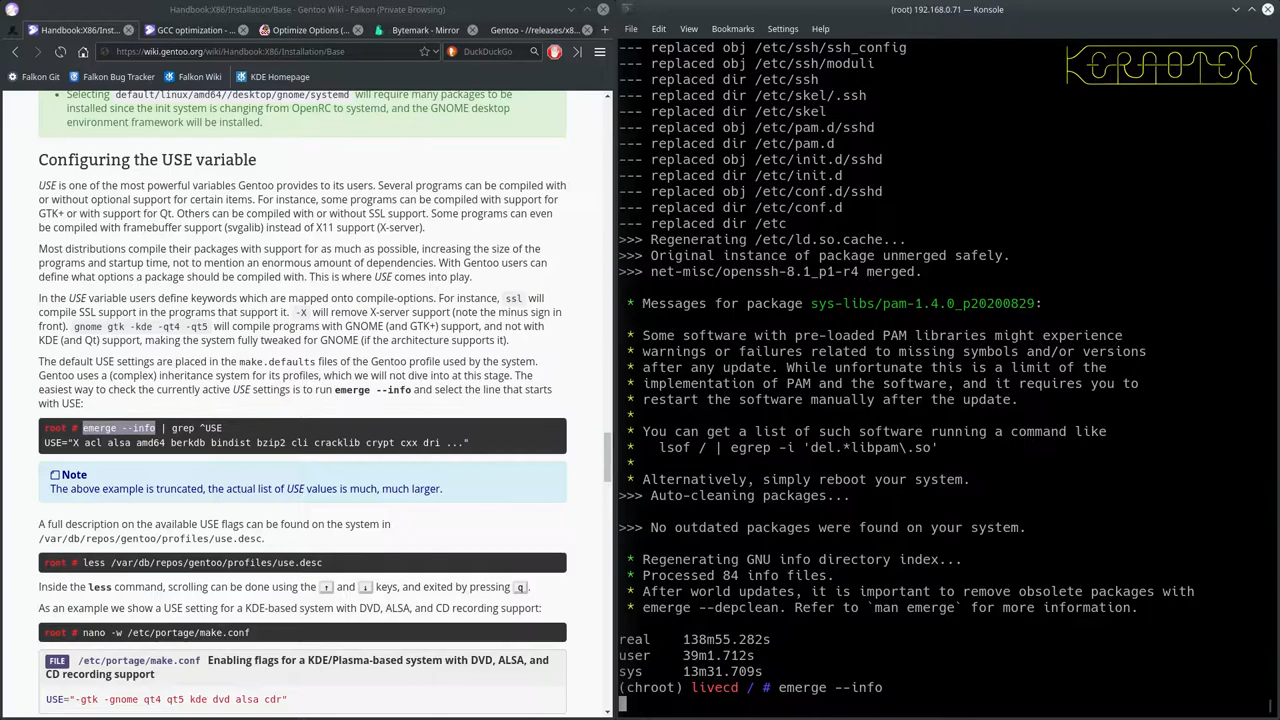 Handbook:X86/Installation/Base - Gentoo Wiki - Falkon (Private Browsing)
Handbook:X86/Inst...
GCC optimization - ...
Optimize Options (...
Bytemark - Mirror
Gentoo - //releases/x8...
https://wiki.gentoo.org/wiki/Handbook:X86/Installation/Base
DuckDuckGo
Falkon Git
Falkon Bug Tracker
Falkon Wiki
KDE Homepage
Selecting default/linux/amd64//desktop/gnome/systemd will require many packages to be
installed since the init system is changing from OpenRC to systemd, and the GNOME desktop
environment framework will be installed.
Configuring the USE variable
USE is one of the most powerful variables Gentoo provides to its users. Several programs can be compiled with
or without optional support for certain items. For instance, some programs can be compiled with support for
GTK+ or with support for Qt. Others can be compiled with or without SSL support. Some programs can even
be compiled with framebuffer support (svgalib) instead of X11 support (X-server).
Most distributions compile their packages with support for as much as possible, increasing the size of the
programs and startup time, not to mention an enormous amount of dependencies. With Gentoo users can
define what options a package should be compiled with. This is where USE comes into play.
In the USE variable users define keywords which are mapped onto compile-options. For instance, ssl will
compile SSL support in the programs that support it. -X will remove X-server support (note the minus sign in
front). gnome gtk -kde -qt4 -qt5 will compile programs with GNOME (and GTK+) support, and not with
KDE (and Qt) support, making the system fully tweaked for GNOME (if the architecture supports it).
The default USE settings are placed in the make.defaults files of the Gentoo profile used by the system.
Gentoo uses a (complex) inheritance system for its profiles, which we will not dive into at this stage. The
easiest way to check the currently active USE settings is to run emerge --info and select the line that starts
with USE:
root # emerge --info | grep ^USE
USE="X acl alsa amd64 berkdb bindist bzip2 cli cracklib crypt cxx dri ..."
Note
The above example is truncated, the actual list of USE values is much, much larger.
A full description on the available USE flags can be found on the system in
/var/db/repos/gentoo/profiles/use.desc.
root # less /var/db/repos/gentoo/profiles/use.desc
Inside the less command, scrolling can be done using the ↑ and ↓ keys, and exited by pressing q.
As an example we show a USE setting for a KDE-based system with DVD, ALSA, and CD recording support:
root # nano -w /etc/portage/make.conf
FILE /etc/portage/make.conf Enabling flags for a KDE/Plasma-based system with DVD, ALSA, and
CD recording support
USE="-gtk -gnome qt4 qt5 kde dvd alsa cdr"
(root) 192.168.0.71 — Konsole
File Edit View Bookmarks Settings Help
KERAOTEX
--- replaced obj /etc/ssh/ssh_config
--- replaced obj /etc/ssh/moduli
--- replaced dir /etc/ssh
--- replaced dir /etc/skel/.ssh
--- replaced dir /etc/skel
--- replaced obj /etc/pam.d/sshd
--- replaced dir /etc/pam.d
--- replaced obj /etc/init.d/sshd
--- replaced dir /etc/init.d
--- replaced obj /etc/conf.d/sshd
--- replaced dir /etc/conf.d
--- replaced dir /etc
>>> Regenerating /etc/ld.so.cache...
>>> Original instance of package unmerged safely.
>>> net-misc/openssh-8.1_p1-r4 merged.
* Messages for package sys-libs/pam-1.4.0_p20200829:
* Some software with pre-loaded PAM libraries might experience
* warnings or failures related to missing symbols and/or versions
* after any update. While unfortunate this is a limit of the
* implementation of PAM and the software, and it requires you to
* restart the software manually after the update.
*
* You can get a list of such software running a command like
* lsof / | egrep -i 'del.*libpam\.so'
*
* Alternatively, simply reboot your system.
>>> Auto-cleaning packages...
>>> No outdated packages were found on your system.
* Regenerating GNU info directory index...
* Processed 84 info files.
* After world updates, it is important to remove obsolete packages with
* emerge --depclean. Refer to `man emerge` for more information.
real 138m55.282s
user 39m1.712s
sys 13m31.709s
(chroot) livecd / # emerge --info